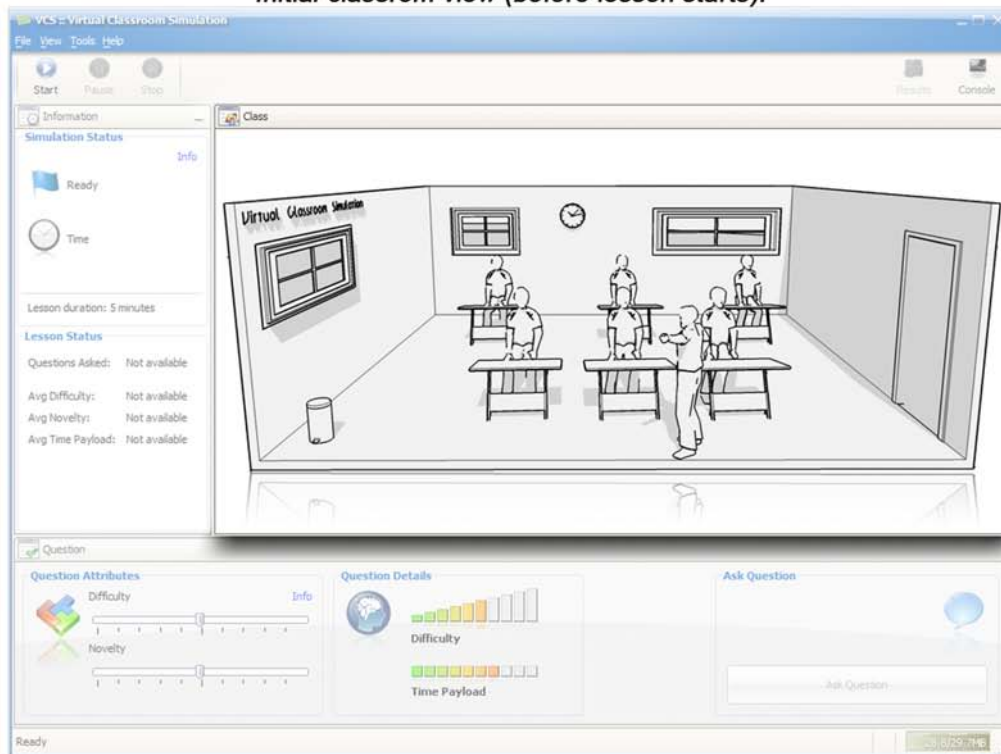 Initial classrom view (before lesson starts).
VCS :: Virtual Classroom Simulation
File View Tools Help
Start Pause Stop Results Console
Information
Class
Simulation Status
Info
Ready
Time
Lesson duration: 5 minutes
Lesson Status
Questions Asked: Not available
Avg Difficulty: Not available
Avg Novelty: Not available
Avg Time Payload: Not available
Virtual Classroom Simulation
Question
Question Attributes
Difficulty
Info
Novelty
Question Details
Difficulty
Time Payload
Ask Question
Ask Question
Ready